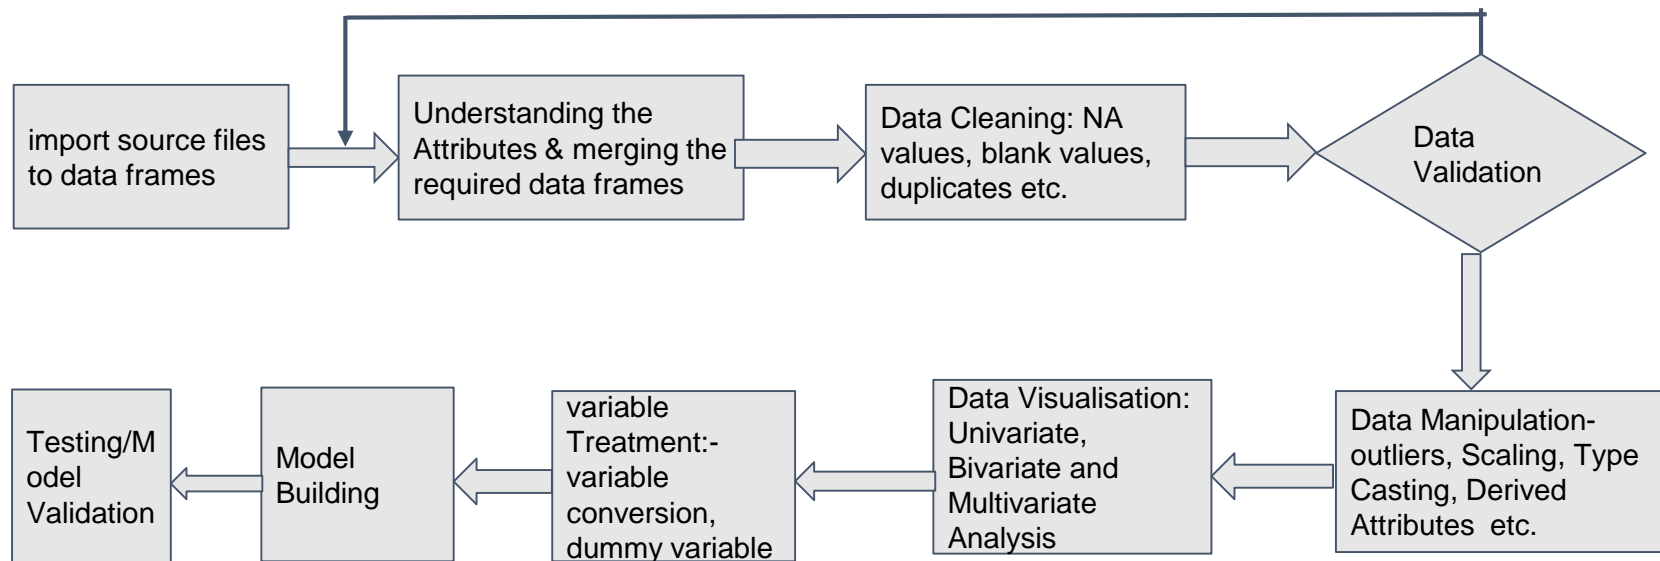 import source files
to data frames
Understanding the
Attributes & merging the
required data frames
Data Cleaning: NA
values, blank values,
duplicates etc.
Data
Validation
Testing/M
odel
Validation
Model
Building
variable
Treatment:-
variable
conversion,
dummy variable
Data Visualisation:
Univariate,
Bivariate and
Multivariate
Analysis
Data Manipulation-
outliers, Scaling, Type
Casting, Derived
Attributes  etc.